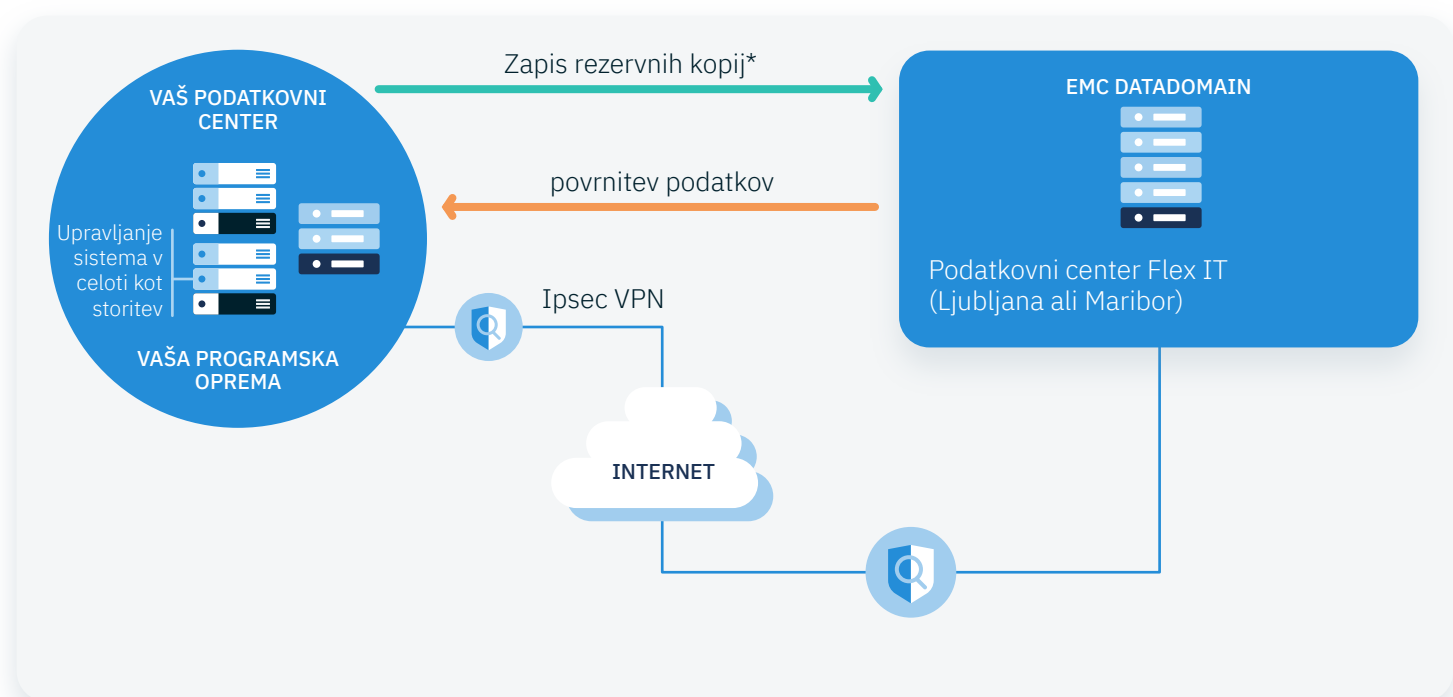 Zapis rezervnih kopij*
VAŠ PODATKOVNI
CENTER
EMC DATADOMAIN
povrnitev podatkov
Upravljanje
sistema v
celoti kot
storitev
Podatkovni center Flex IT
(Ljubljana ali Maribor)
Ipsec VPN
VAŠA PROGRAMSKA
OPREMA
INTERNET